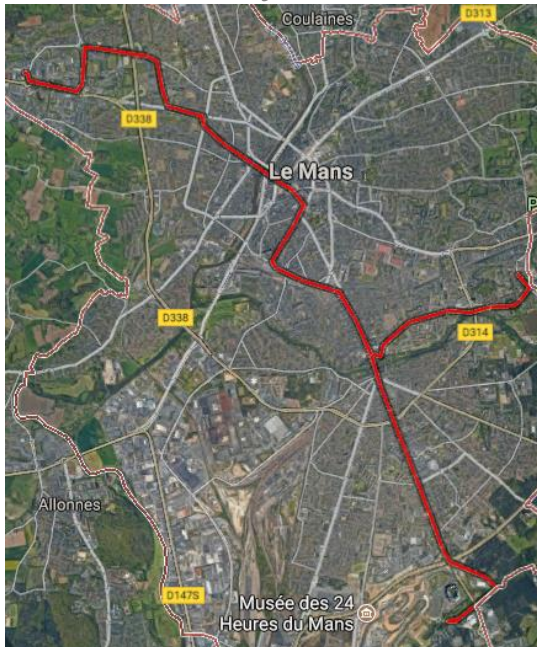 Coulaines
D313
D338
Le Mans
P
D338
D314
Allonnes
D147S
Musée des 24
Heures du Mans